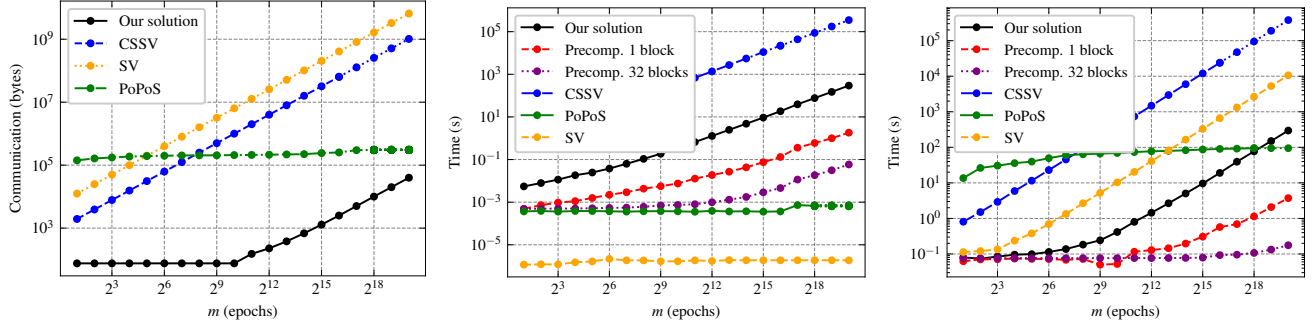 Communication (bytes)
10^9
10^7
10^5
10^3
Our solution
CSSV
SV
PoPoS
2^3
2^6
2^9
2^12
2^15
2^18
m (epochs)
Time (s)
10^5
10^3
10^1
10^-1
10^-3
10^-5
Our solution
Precomp. 1 block
Precomp. 32 blocks
CSSV
PoPoS
SV
2^3
2^6
2^9
2^12
2^15
2^18
m (epochs)
Time (s)
10^5
10^4
10^3
10^2
10^1
10^0
10^-1
Our solution
Precomp. 1 block
Precomp. 32 blocks
CSSV
PoPoS
SV
2^3
2^6
2^9
2^12
2^15
2^18
m (epochs)